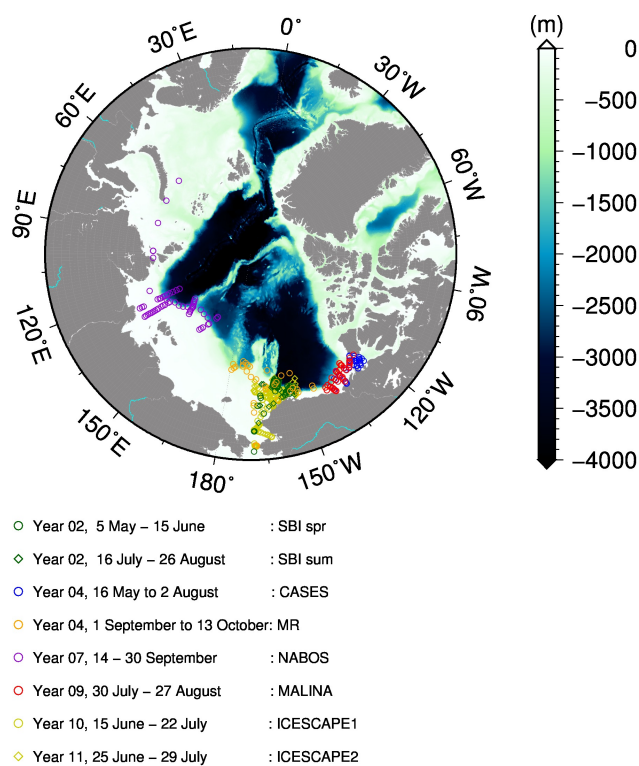 (m)
0
−500
−1000
−1500
−2000
−2500
−3000
−3500
−4000
0°
30°W
60°W
90°W
120°W
150°W
180°
150°E
120°E
90°E
60°E
30°E
Year 02, 5 May − 15 June : SBI spr
Year 02, 16 July − 26 August : SBI sum
Year 04, 16 May to 2 August : CASES
Year 04, 1 September to 13 October: MR
Year 07, 14 − 30 September : NABOS
Year 09, 30 July − 27 August : MALINA
Year 10, 15 June − 22 July : ICESCAPE1
Year 11, 25 June − 29 July : ICESCAPE2